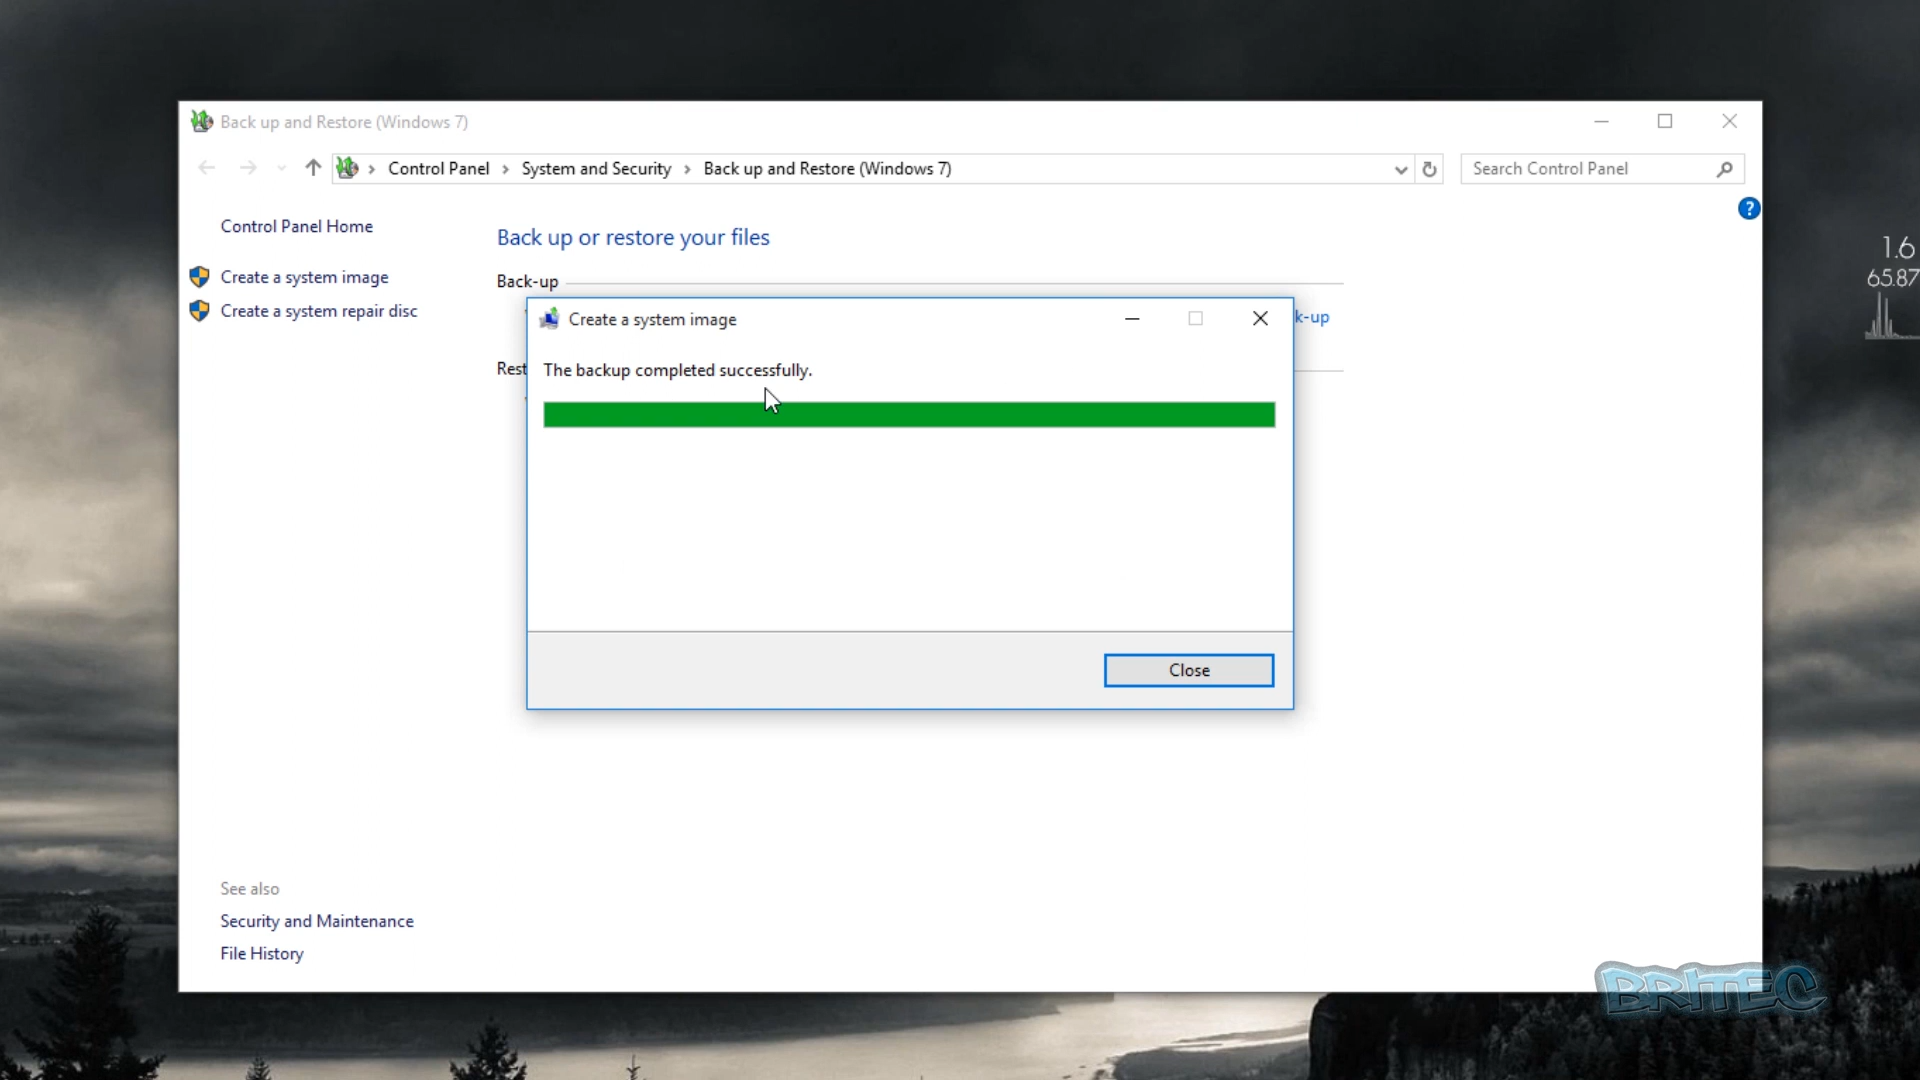 Back up and Restore (Windows 7)
Control Panel > System and Security > Back up and Restore (Windows 7)
Search Control Panel
Control Panel Home
Create a system image
Create a system repair disc
Back up or restore your files
Back-up
k-up
Rest
Create a system image
The backup completed successfully.
Close
See also
Security and Maintenance
File History
1.6
65.87
BRITEC